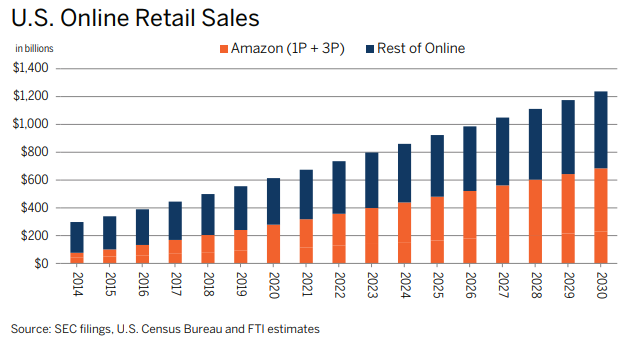 U.S. Online Retail Sales
in billions
Amazon (1P + 3P) Rest of Online
$1,400
$1,200
$1,000
$800
$600
$400
$200
$0
2014 2015 2016 2017 2018 2019 2020 2021 2022 2023 2024 2025 2026 2027 2028 2029 2030
Source: SEC filings, U.S. Census Bureau and FTI estimates